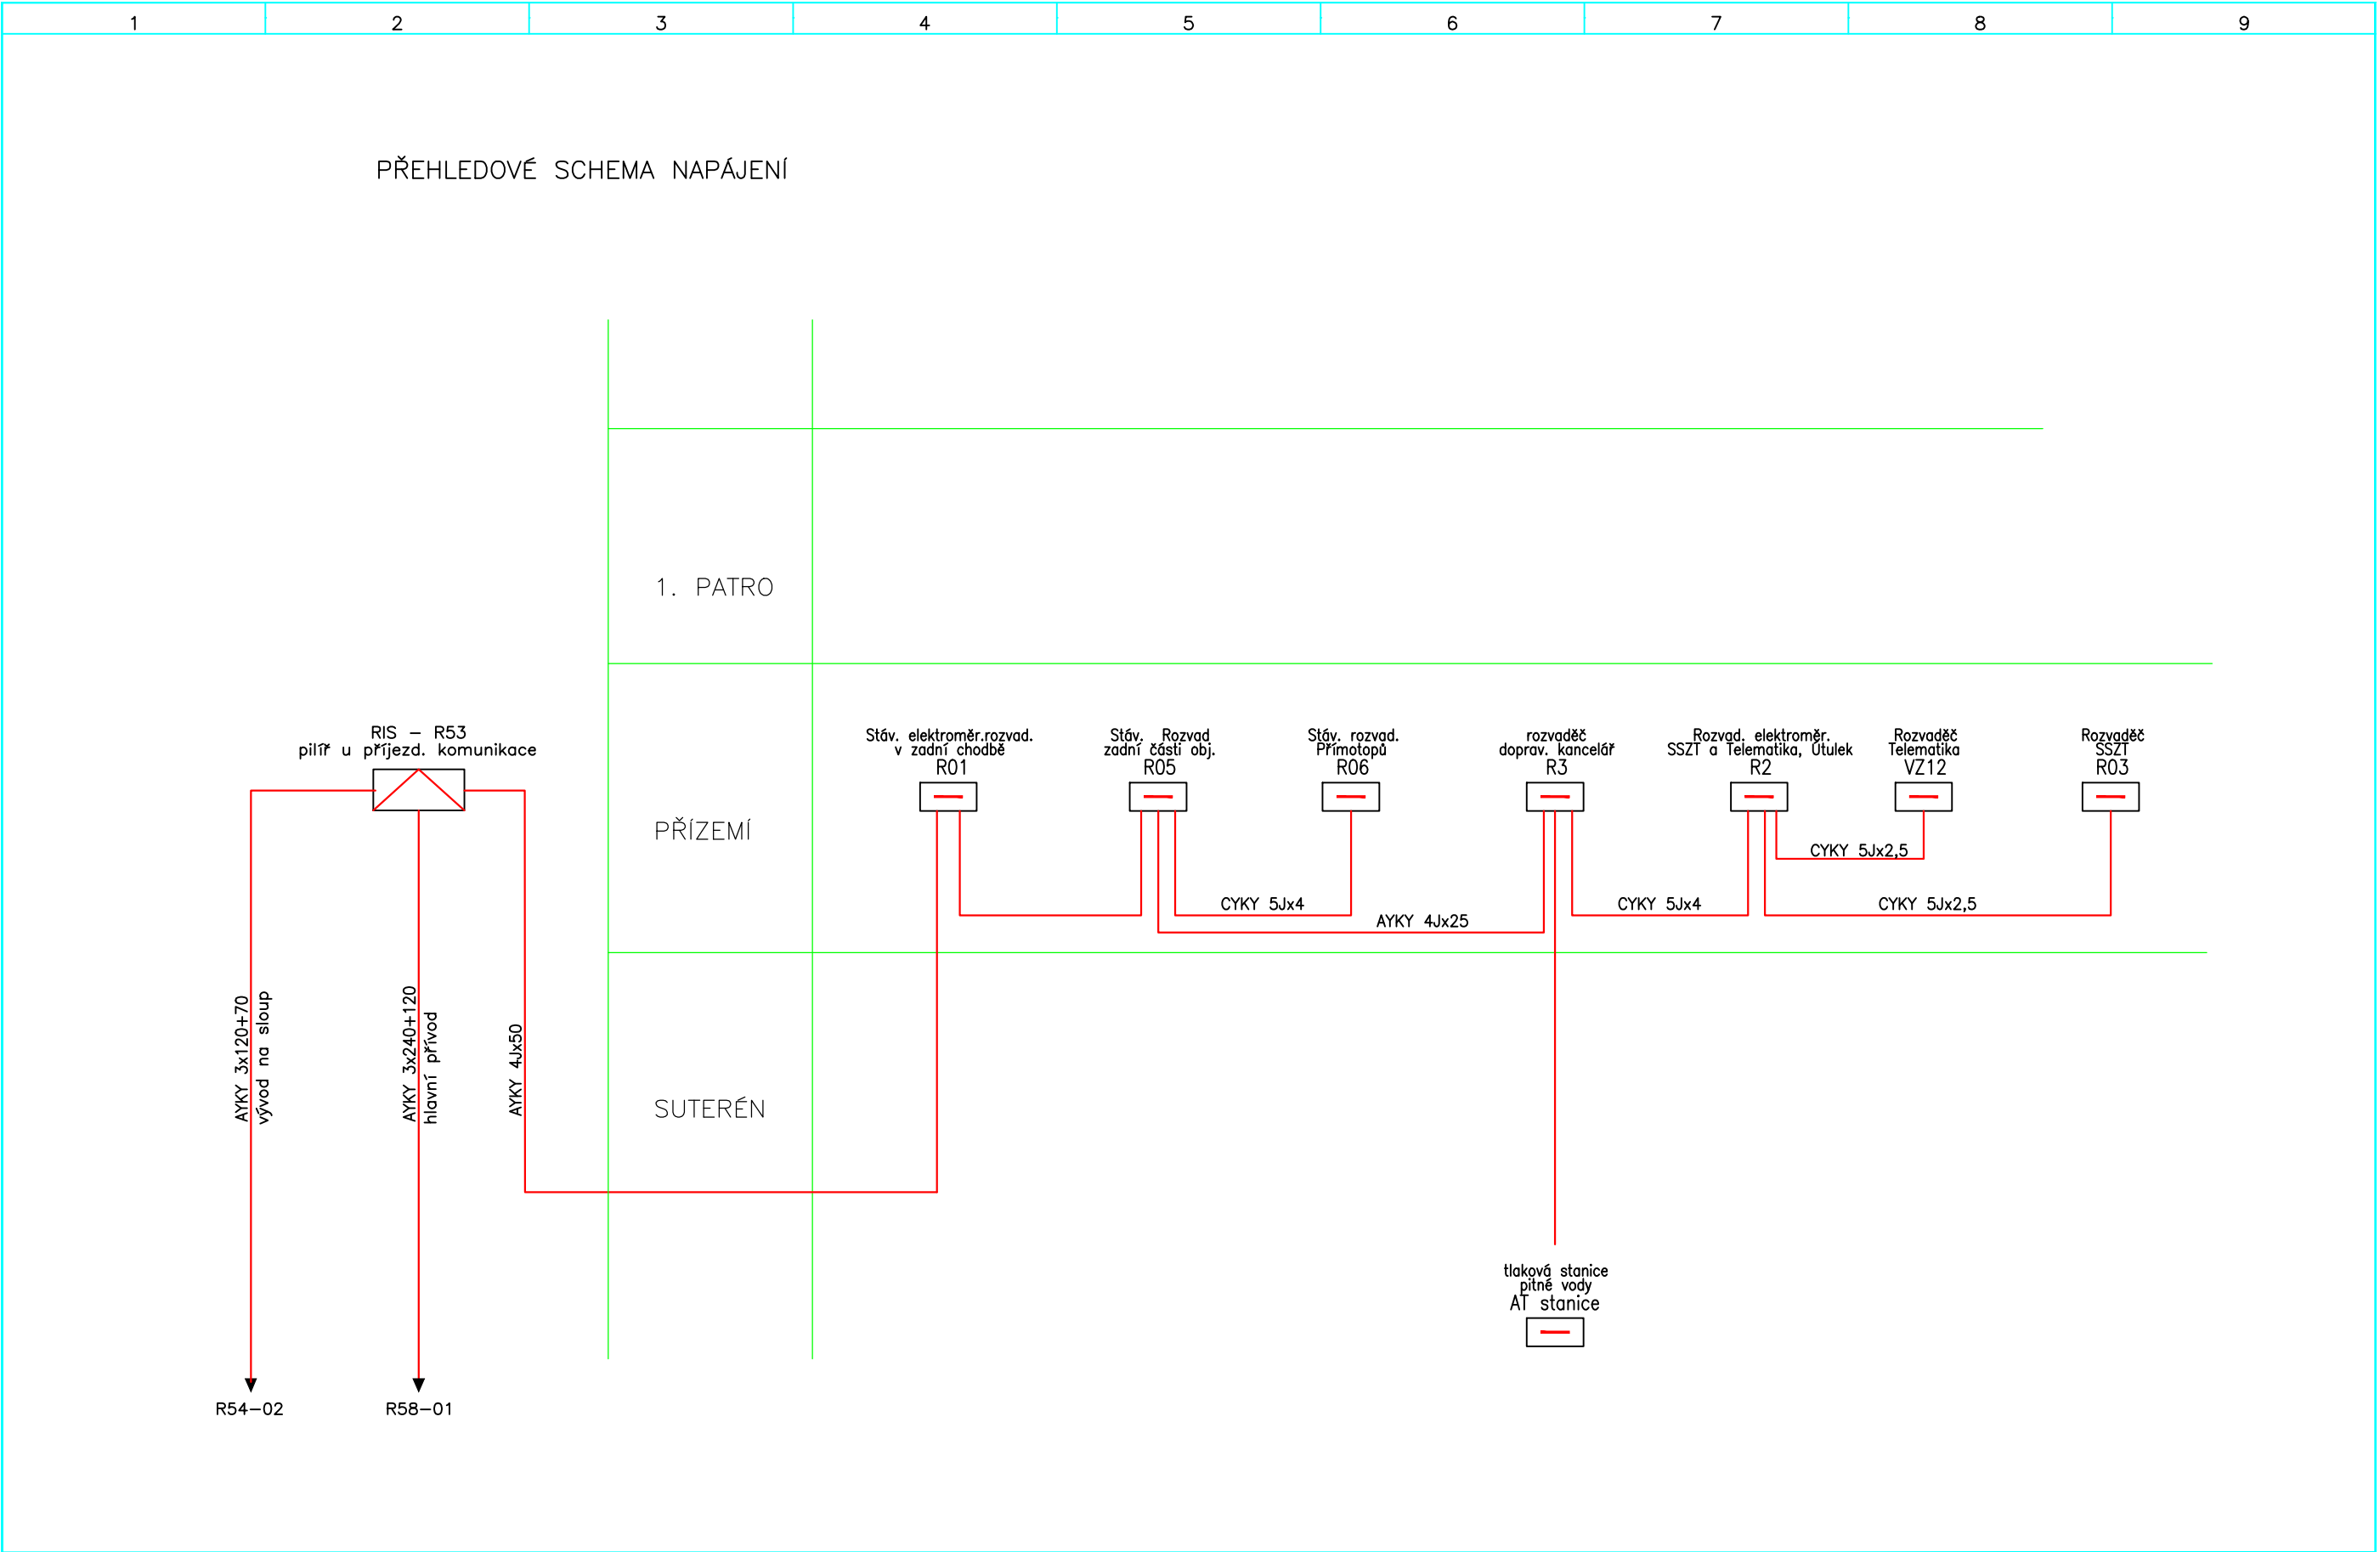 1 2 3 4 5 6 7 8 9
PŘEHLEDOVÉ SCHEMA NAPÁJENÍ
1. PATRO
RIS - R53
pilíř u příjezd. komunikace
Stáv. elektroměr.rozvad.
v zadní chodbě
R01
Stáv. Rozvad
zadní části obj.
R05
Stáv. rozvad.
Přímotopů
R06
rozvaděč
doprav. kancelář
R3
Rozvad. elektroměr.
SSZT a Telematika, Útulek
R2
Rozvaděč
Telematika
VZ12
Rozvaděč
SSZT
R03
PŘÍZEMÍ
CYKY 5Jx2,5
CYKY 5Jx4
AYKY 4Jx25
CYKY 5Jx4
CYKY 5Jx2,5
AYKY 3x120+70
vývod na sloup
AYKY 3x240+120
hlavní přívod
AYKY 4Jx50
SUTERÉN
tlaková stanice
pitné vody
AT stanice
R54-02
R58-01